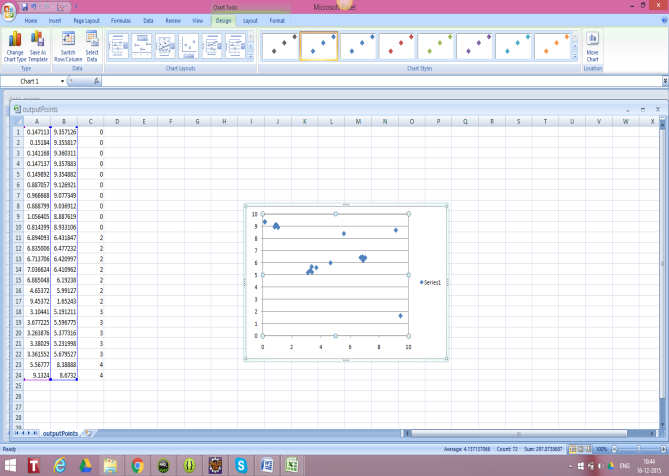 Chart Tools
Home Insert Page Layout Formulas Data Review View Design Layout Format
Change Chart Type
Save As Template
Switch Row/Column
Select Data
Move Chart
Type Data Chart Layouts Chart Styles Location
Chart 1 fx
outputPoints
A B C D E F G H I J K L M N O P Q R S T U V W X
1 0.147113 9.357126 0
2 0.15184 9.355817 0
3 0.141168 9.360311 0
4 0.147137 9.357883 0
5 0.149892 9.354882 0
6 0.887057 9.126921 0
7 0.966668 9.077349 0
8 0.888799 9.036912 0
9 1.056405 8.887619 0
10 0.814399 8.933106 0
11 6.894093 6.431847 2
12 6.835006 6.477232 2
13 6.713706 6.420997 2
14 7.036624 6.410962 2
15 6.885048 6.19238 2
16 4.65372 5.99127 2
17 9.45372 1.65243 2
18 3.10441 5.191211 3
19 3.677225 5.596775 3
20 3.263876 5.377316 3
21 3.38029 5.231998 3
22 3.361552 5.679527 3
23 5.56777 8.38888 4
24 9.1324 8.6732 4
25
26
27
28
10
9
8
7
6
5
4
3
2
1
0
0 2 4 6 8 10
Series1
outputPoints
Ready Average: 4.137157966 Count: 72 Sum: 297.8753687 100%
ENG 10:44
16-12-2015